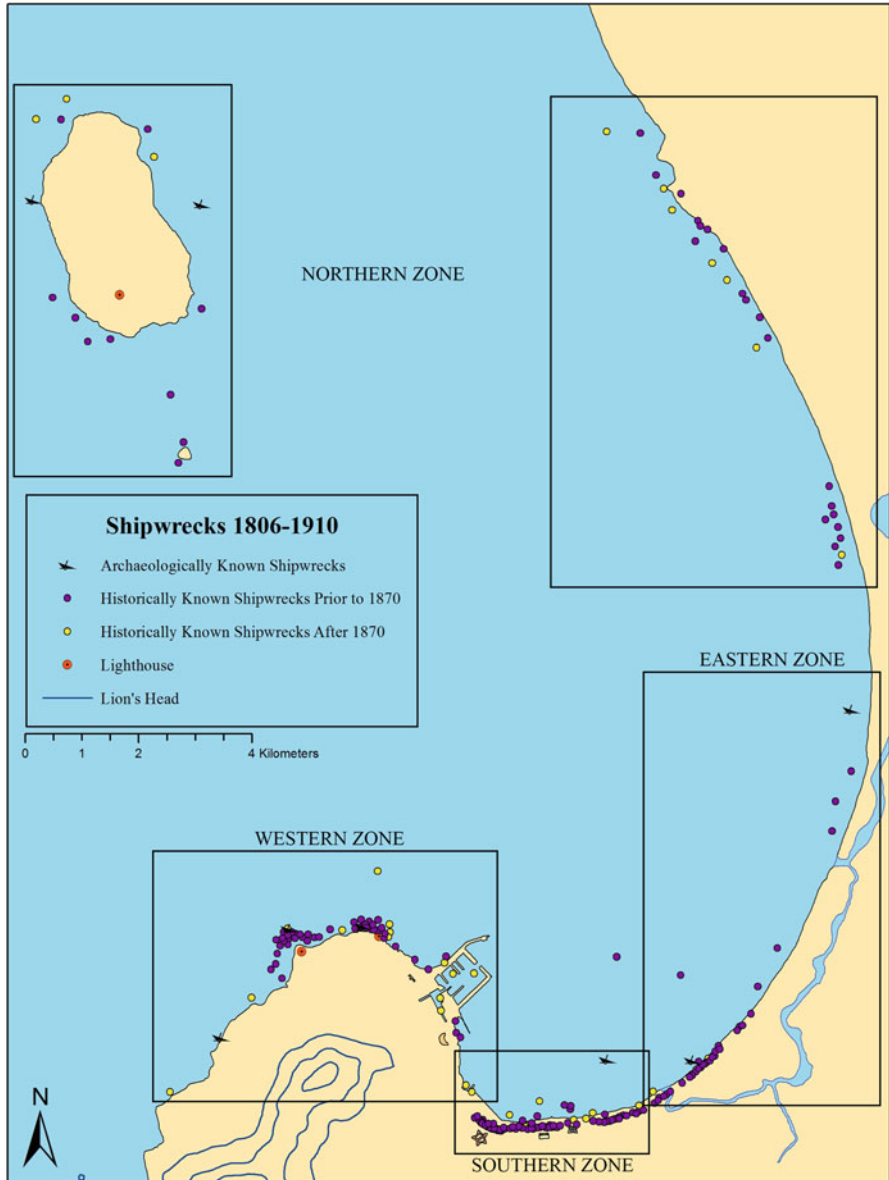 NORTHERN ZONE
Shipwrecks 1806-1910
Archaeologically Known Shipwrecks
Historically Known Shipwrecks Prior to 1870
Historically Known Shipwrecks After 1870
Lighthouse
Lion's Head
0 1 2 4 Kilometers
EASTERN ZONE
WESTERN ZONE
N
SOUTHERN ZONE